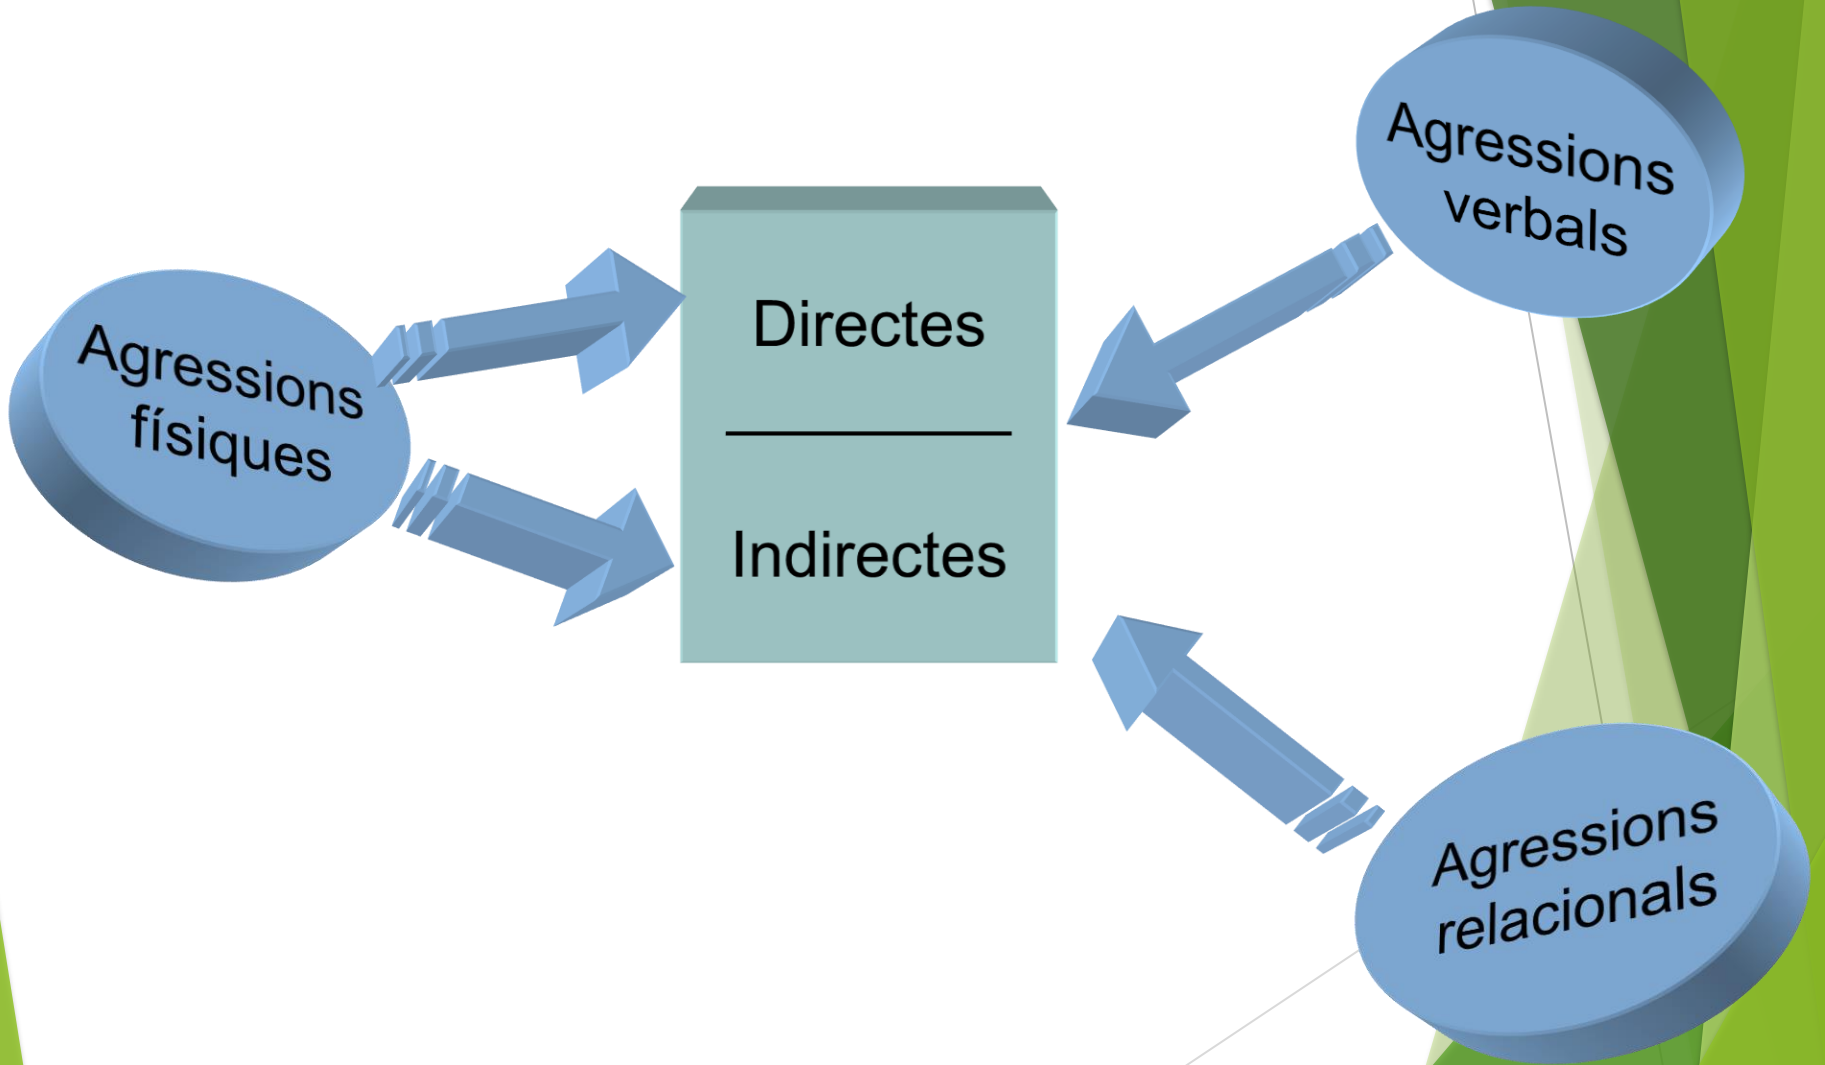 Agressions
físiques
Directes
Indirectes
Agressions
verbals
Agressions
relacionals